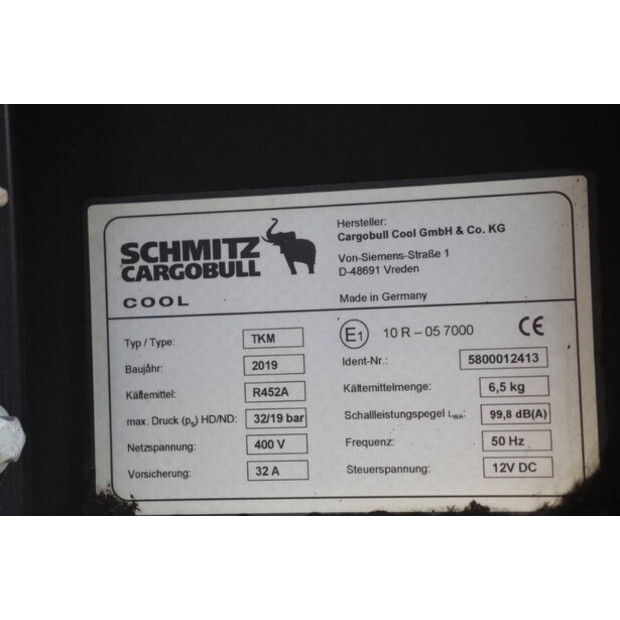 SCHMITZ
CARGOBULL
COOL
Hersteller:
Cargobull Cool GmbH & Co. KG
Von-Siemens-Straße 1
D-48691 Vreden
Made in Germany
Typ / Type: TKM
Baujahr: 2019
Kältemittel: R452A
max. Druck (ps) HD/ND: 32/19 bar
Netzspannung: 400 V
Vorsicherung: 32 A
E1 10 R – 05 7000 CE
Ident-Nr.: 5800012413
Kältemittelmenge: 6,5 kg
Schallleistungspegel LWA: 99,8 dB(A)
Frequenz: 50 Hz
Steuerspannung: 12V DC